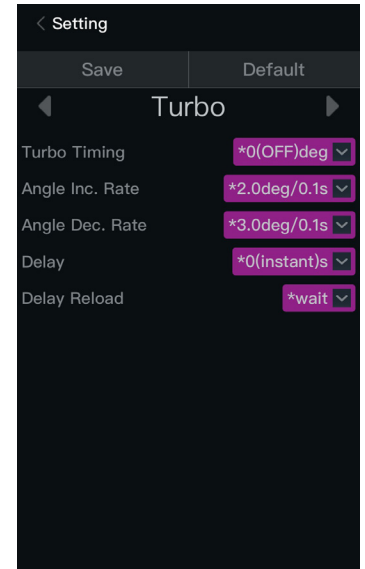 Setting
Save Default
Turbo
Turbo Timing *0(OFF)deg
Angle Inc. Rate *2.0deg/0.1s
Angle Dec. Rate *3.0deg/0.1s
Delay *0(instant)s
Delay Reload *wait